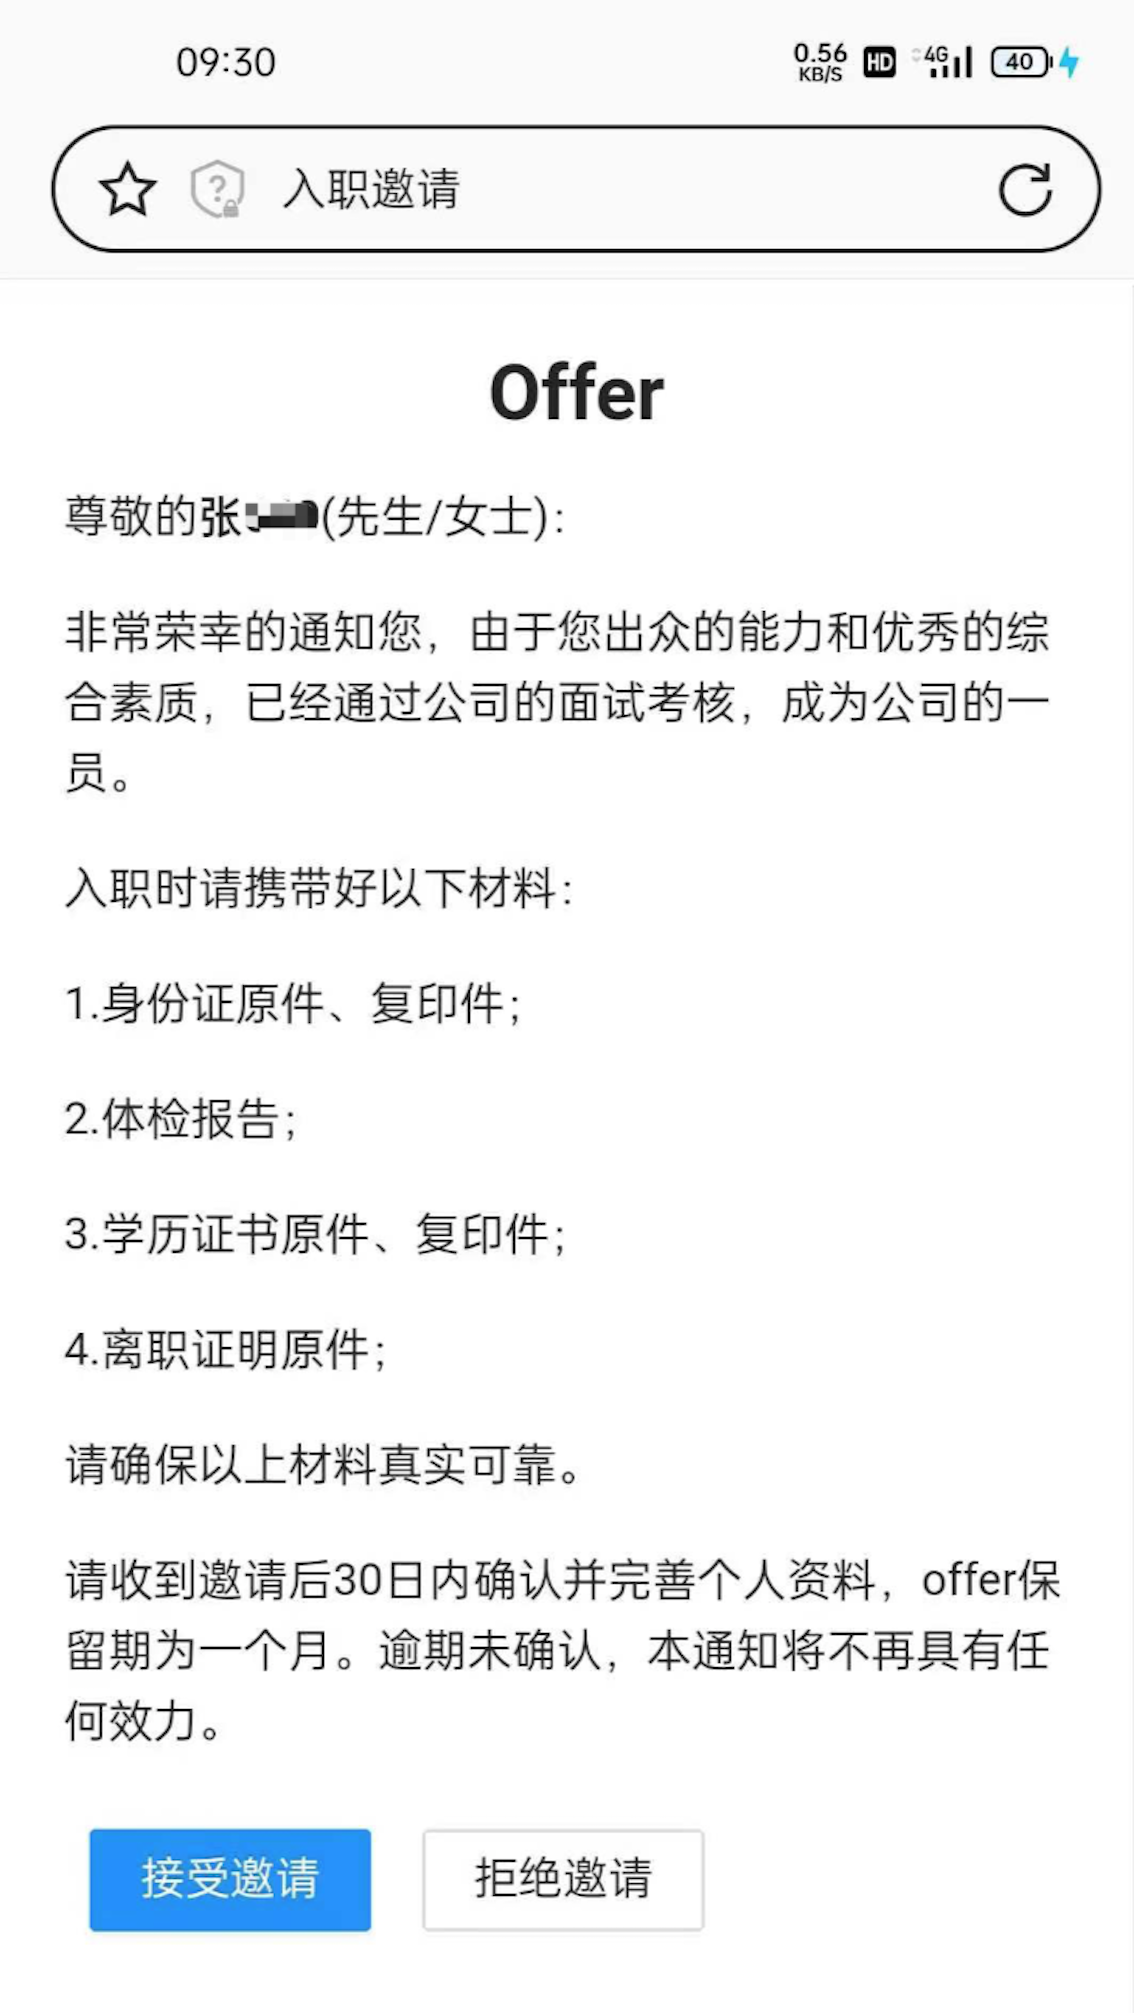 09:30
0.56
KB/S
HD
4G
40
入职邀请
Offer
尊敬的张(先生/女士)：
非常荣幸的通知您，由于您出众的能力和优秀的综
合素质，已经通过公司的面试考核，成为公司的一
员。
入职时请携带好以下材料：
1.身份证原件、复印件；
2.体检报告；
3.学历证书原件、复印件；
4.离职证明原件；
请确保以上材料真实可靠。
请收到邀请后30日内确认并完善个人资料，offer保
留期为一个月。逾期未确认，本通知将不再具有任
何效力。
接受邀请
拒绝邀请